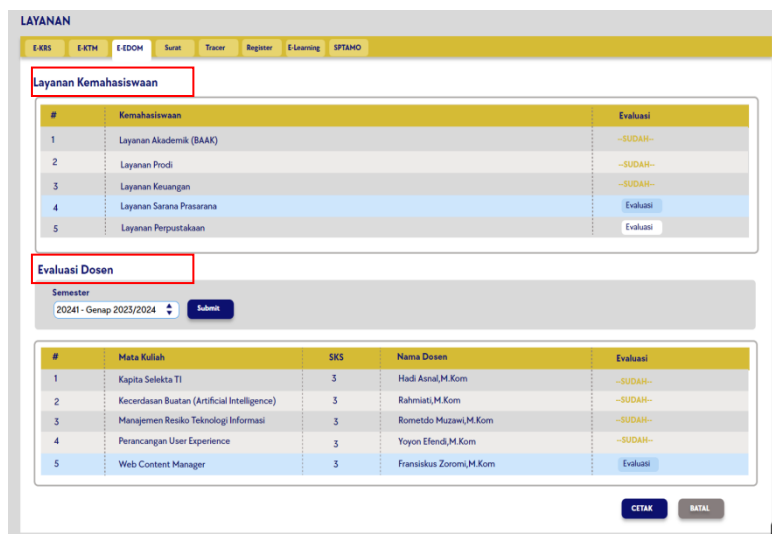 LAYANAN
E-KRS E-KTM E-EDOM Surat Tracer Register E-Learning SPTAMO
Layanan Kemahasiswaan
# Kemahasiswaan Evaluasi
1 Layanan Akademik (BAAK) --SUDAH--
2 Layanan Prodi --SUDAH--
3 Layanan Keuangan --SUDAH--
4 Layanan Sarana Prasarana Evaluasi
5 Layanan Perpustakaan Evaluasi
Evaluasi Dosen
Semester
20241 - Genap 2023/2024 Submit
# Mata Kuliah SKS Nama Dosen Evaluasi
1 Kapita Selekta TI 3 Hadi Asnal,M.Kom --SUDAH--
2 Kecerdasan Buatan (Artificial Intelligence) 3 Rahmiati,M.Kom --SUDAH--
3 Manajemen Resiko Teknologi Informasi 3 Rometdo Muzawi,M.Kom --SUDAH--
4 Perancangan User Experience 3 Yoyon Efendi,M.Kom --SUDAH--
5 Web Content Manager 3 Fransiskus Zoromi,M.Kom Evaluasi
CETAK BATAL